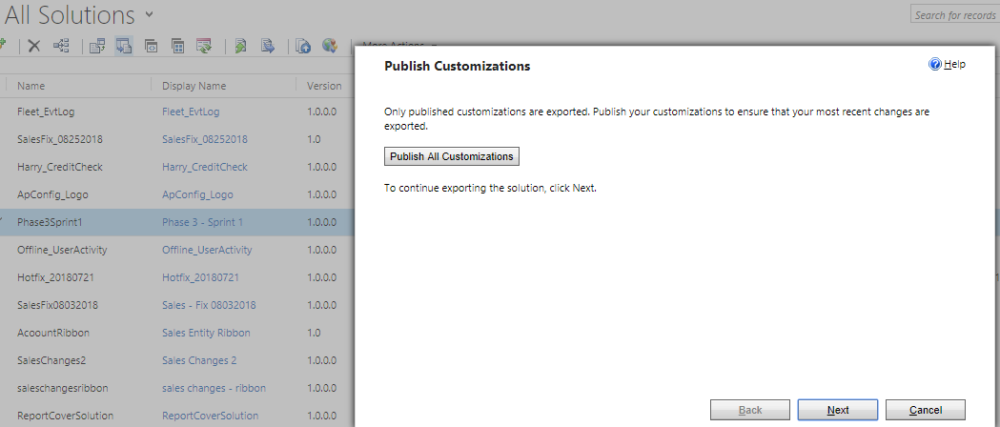 All Solutions
Search for records
More Actions
Name Display Name Version
Fleet_EvtLog Fleet_EvtLog 1.0.0.0
SalesFix_08252018 SalesFix_08252018 1.0
Harry_CreditCheck Harry_CreditCheck 1.0.0.0
ApConfig_Logo ApConfig_Logo 1.0.0.0
Phase3Sprint1 Phase 3 - Sprint 1 1.0.0.0
Offline_UserActivity Offline_UserActivity 1.0.0.0
Hotfix_20180721 Hotfix_20180721 1.0.0.0
SalesFix08032018 Sales - Fix 08032018 1.0.0.0
AcoountRibbon Sales Entity Ribbon 1.0
SalesChanges2 Sales Changes 2 1.0.0.0
saleschangesribbon sales changes - ribbon 1.0.0.0
ReportCoverSolution ReportCoverSolution 1.0.0.0
Publish Customizations
Help
Only published customizations are exported. Publish your customizations to ensure that your most recent changes are
exported.
Publish All Customizations
To continue exporting the solution, click Next.
Back Next Cancel